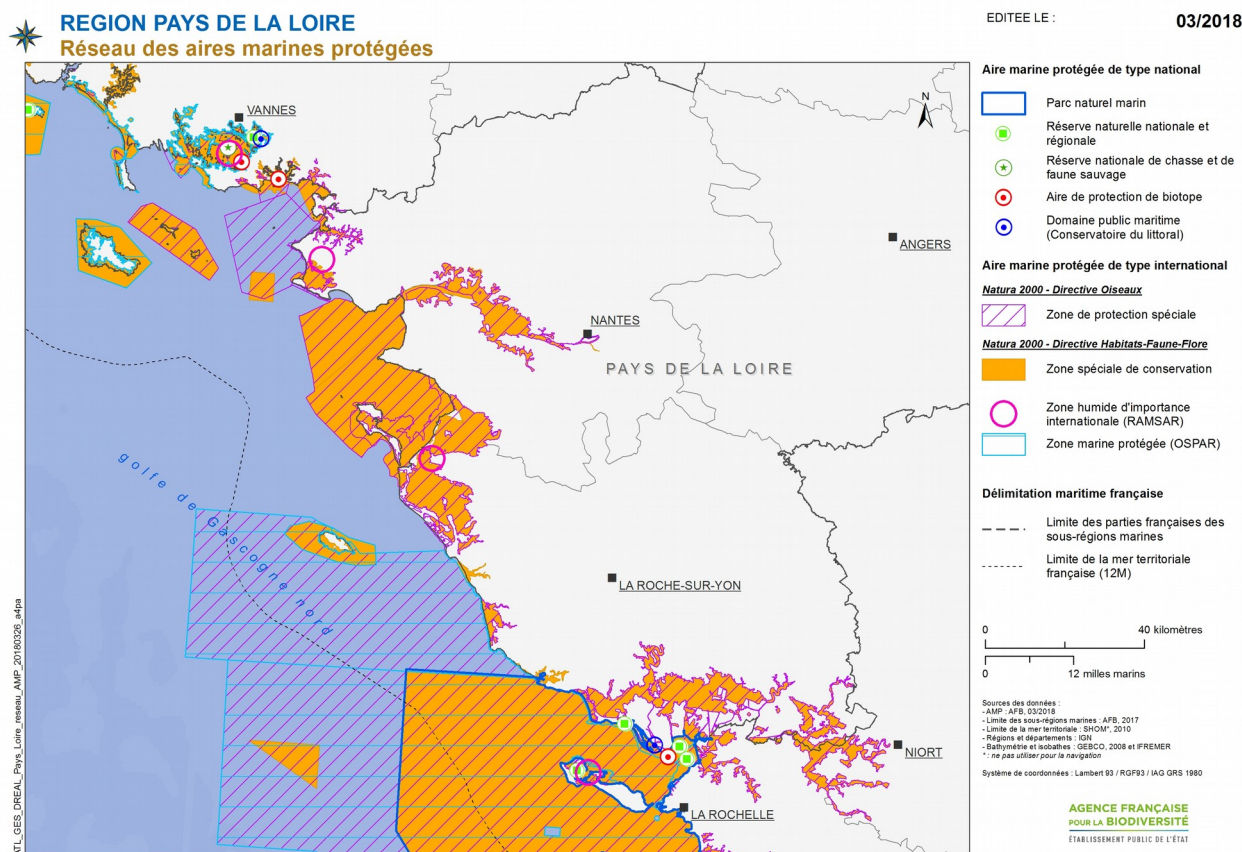 REGION PAYS DE LA LOIRE
Réseau des aires marines protégées
EDITEE LE :
03/2018
VANNES
N
ANGERS
NANTES
PAYS DE LA LOIRE
golfe de Gascogne nord
LA ROCHE-SUR-YON
NIORT
LA ROCHELLE
ATL_GES_DREAL_Pays_Loire_reseau_AMP_20180326_a4pa
Aire marine protégée de type national
Parc naturel marin
Réserve naturelle nationale et
régionale
Réserve nationale de chasse et de
faune sauvage
Aire de protection de biotope
Domaine public maritime
(Conservatoire du littoral)
Aire marine protégée de type international
Natura 2000 - Directive Oiseaux
Zone de protection spéciale
Natura 2000 - Directive Habitats-Faune-Flore
Zone spéciale de conservation
Zone humide d'importance
internationale (RAMSAR)
Zone marine protégée (OSPAR)
Délimitation maritime française
Limite des parties françaises des
sous-régions marines
Limite de la mer territoriale
française (12M)
0 40 kilomètres
0 12 milles marins
Sources des données :
- AMP : AFB, 03/2018
- Limite des sous-régions marines : AFB, 2017
- Limite de la mer territoriale : SHOM*, 2010
- Régions et départements : IGN
- Bathymétrie et isobathes : GEBCO, 2008 et IFREMER
* : ne pas utiliser pour la navigation
Système de coordonnées : Lambert 93 / RGF93 / IAG GRS 1980
AGENCE FRANÇAISE
POUR LA BIODIVERSITÉ
ÉTABLISSEMENT PUBLIC DE L'ÉTAT